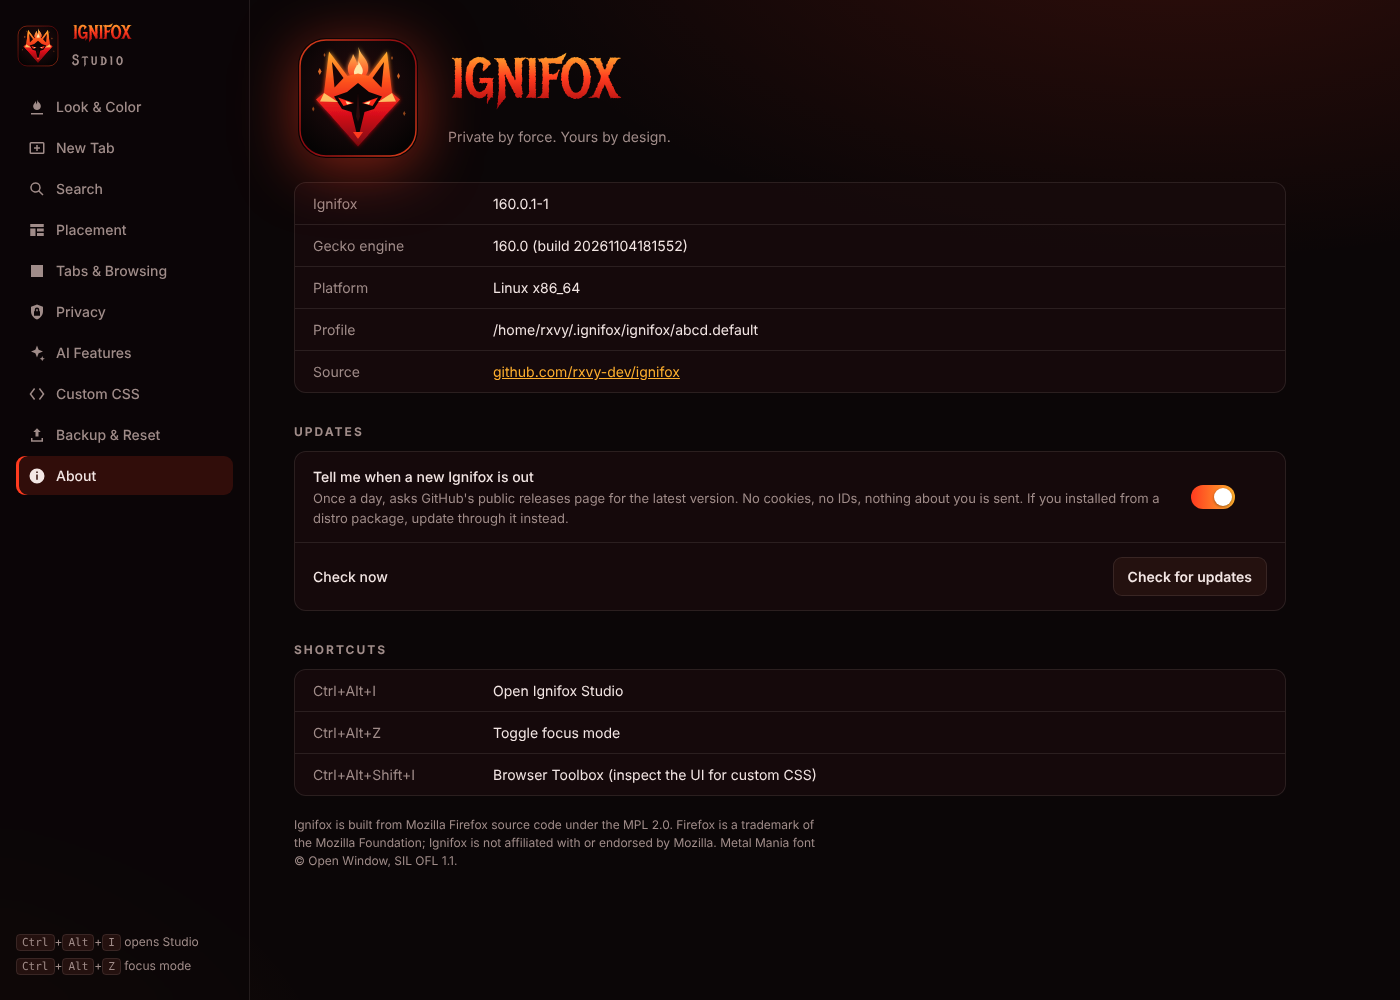 IGNIFOX
Studio
Look & Color
New Tab
Search
Placement
Tabs & Browsing
Privacy
AI Features
Custom CSS
Backup & Reset
About
Ctrl+Alt+I opens Studio
Ctrl+Alt+Z focus mode
IGNIFOX
Private by force. Yours by design.
Ignifox 160.0.1-1
Gecko engine 160.0 (build 20261104181552)
Platform Linux x86_64
Profile /home/rxvy/.ignifox/ignifox/abcd.default
Source github.com/rxvy-dev/ignifox
UPDATES
Tell me when a new Ignifox is out
Once a day, asks GitHub's public releases page for the latest version. No cookies, no IDs, nothing about you is sent. If you installed from a
distro package, update through it instead.
Check now Check for updates
SHORTCUTS
Ctrl+Alt+I Open Ignifox Studio
Ctrl+Alt+Z Toggle focus mode
Ctrl+Alt+Shift+I Browser Toolbox (inspect the UI for custom CSS)
Ignifox is built from Mozilla Firefox source code under the MPL 2.0. Firefox is a trademark of
the Mozilla Foundation; Ignifox is not affiliated with or endorsed by Mozilla. Metal Mania font
© Open Window, SIL OFL 1.1.